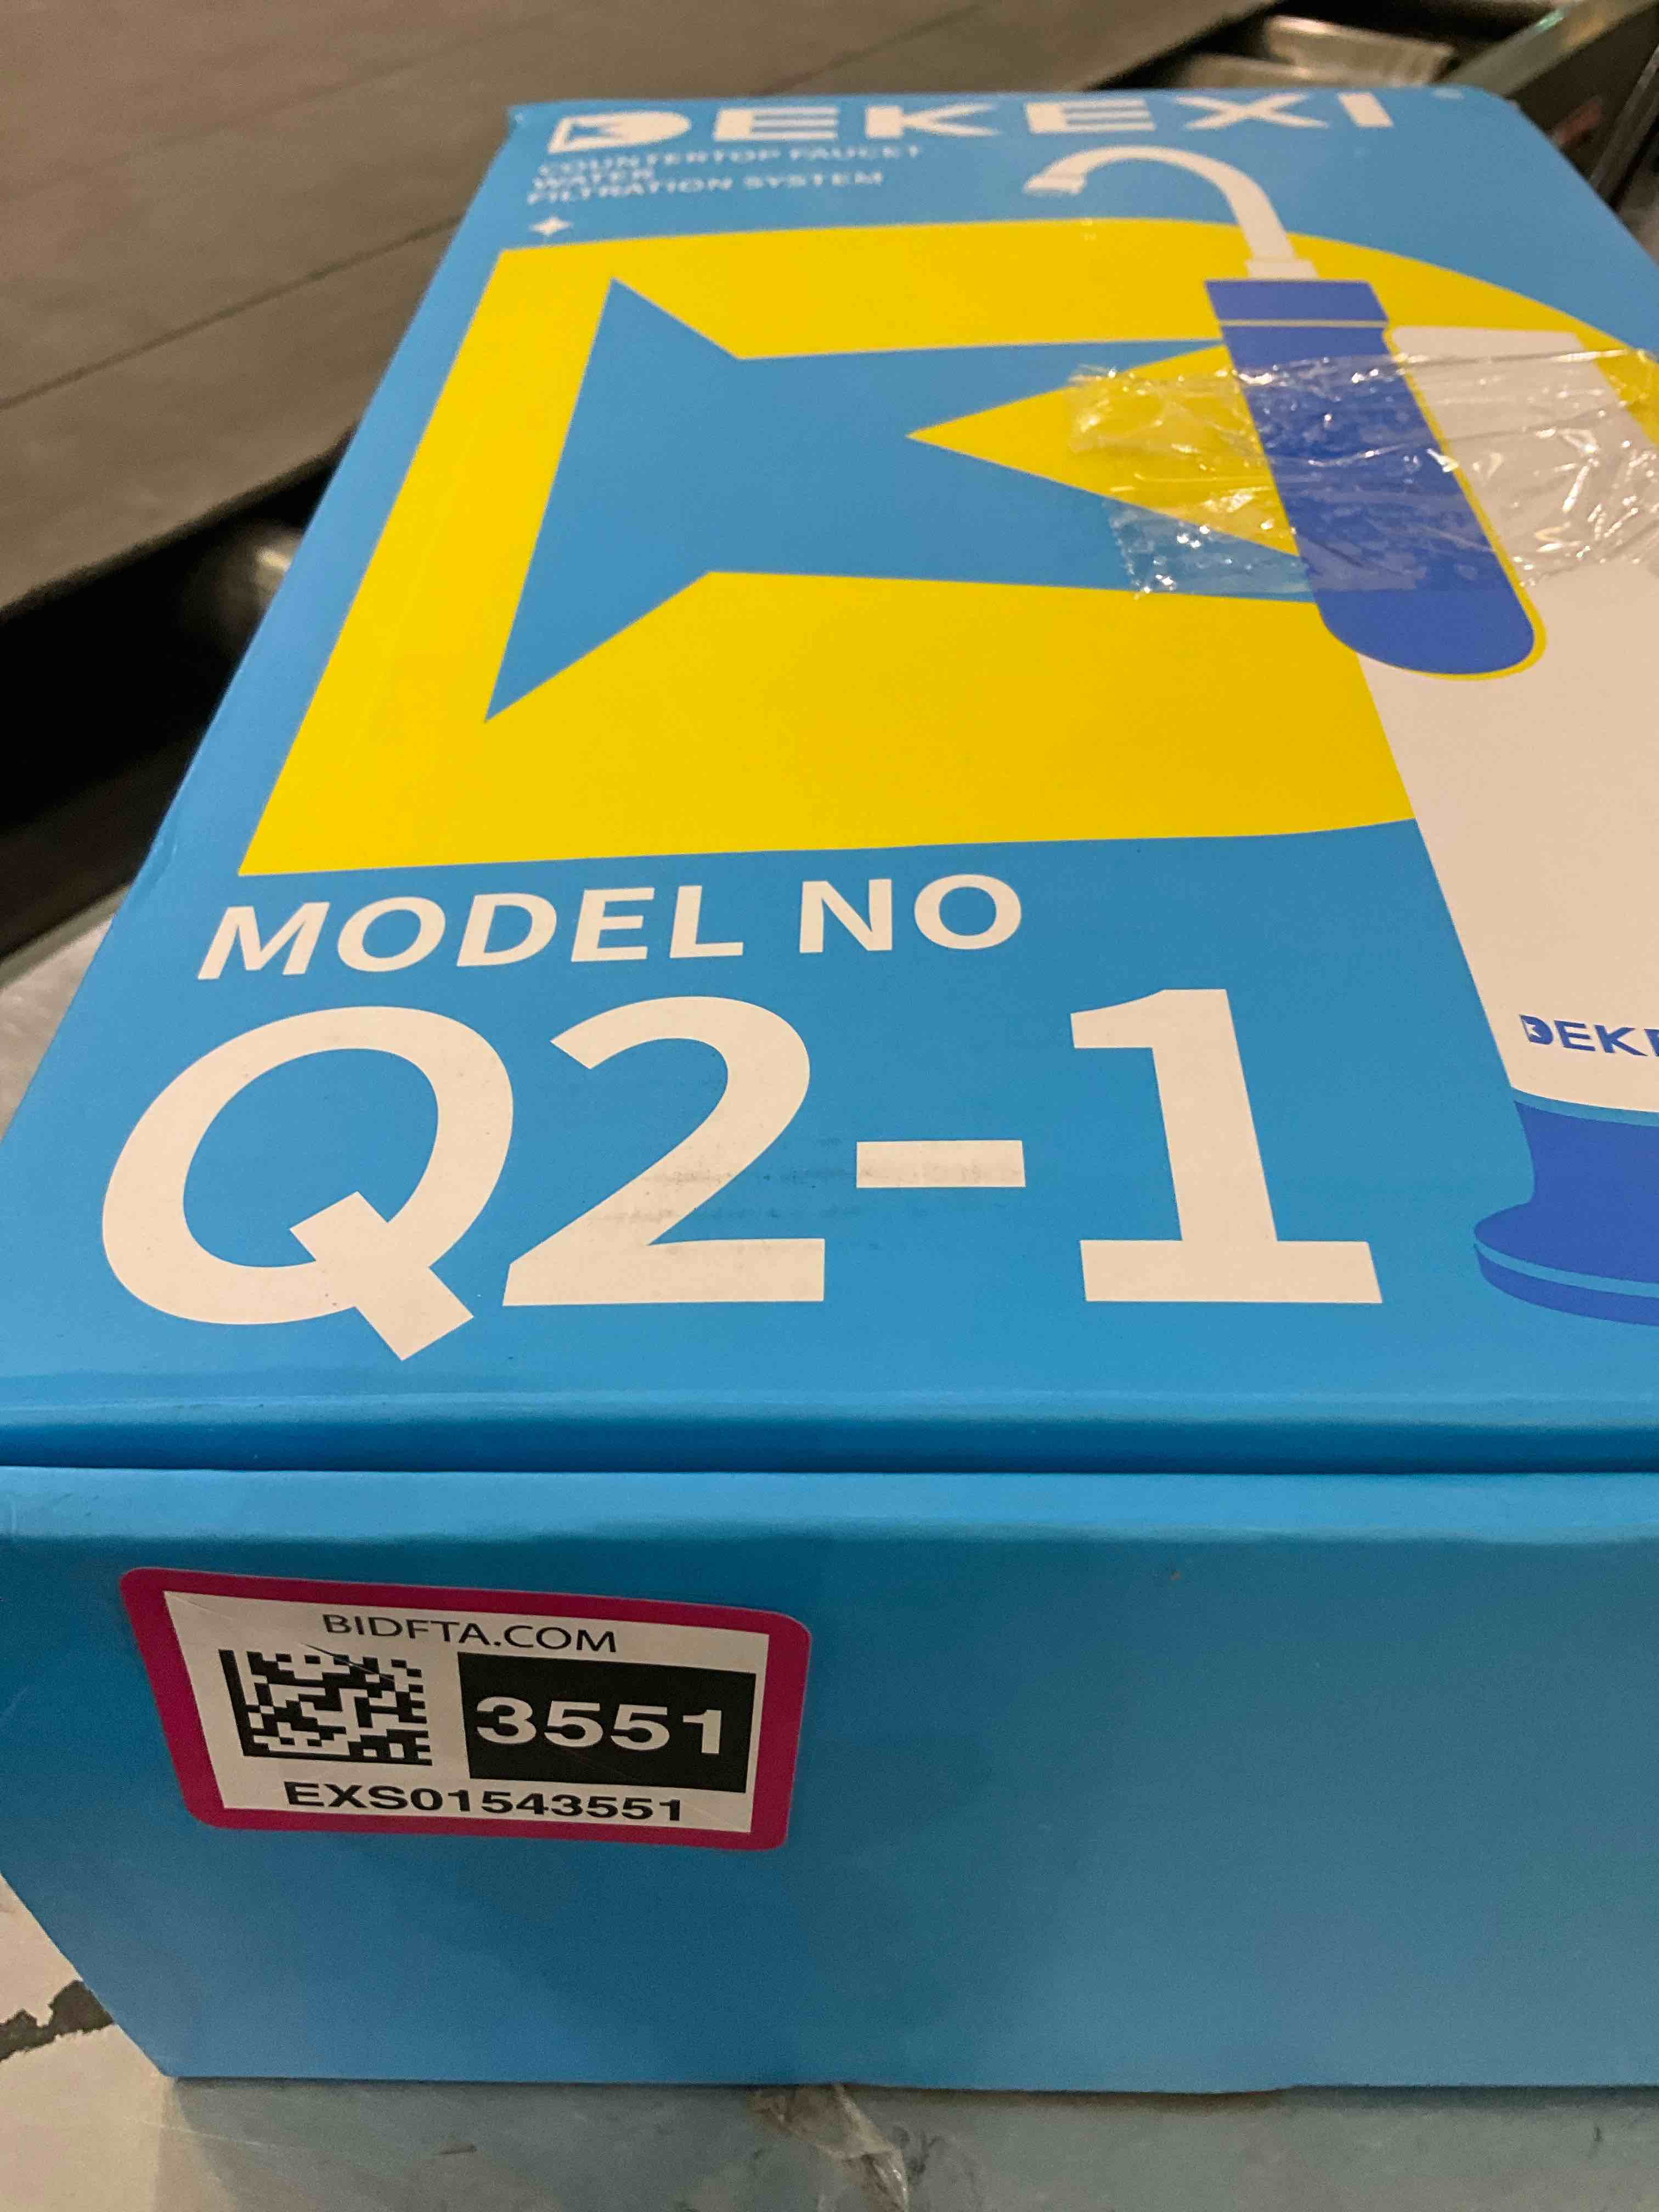 DEKEXI
COUNTERTOP FAUCET
WATER
FILTRATION SYSTEM
MODEL NO
Q2-1
DEKE
BIDFTA.COM
3551
EXS01543551